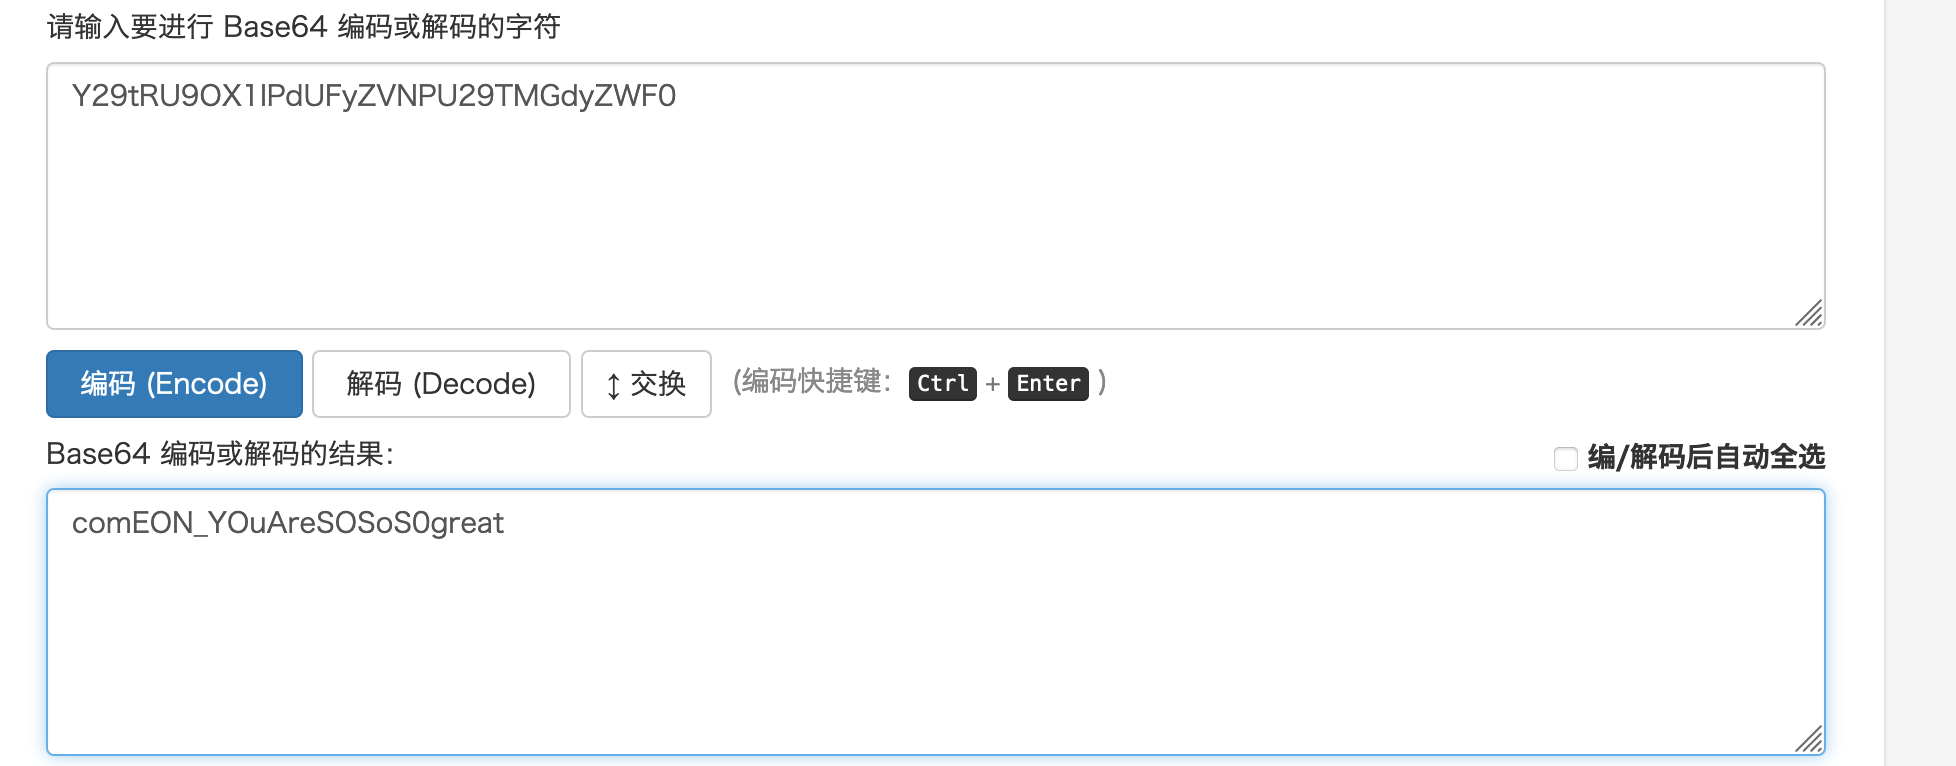 请输入要进行 Base64 编码或解码的字符
Y29tRU9OX1lPdUFyZVNPU29TMGdyZWF0
编码 (Encode) 解码 (Decode) ↕ 交换 (编码快捷键： Ctrl + Enter )
Base64 编码或解码的结果： 编/解码后自动全选
comEON_YOuAreSOSoS0great